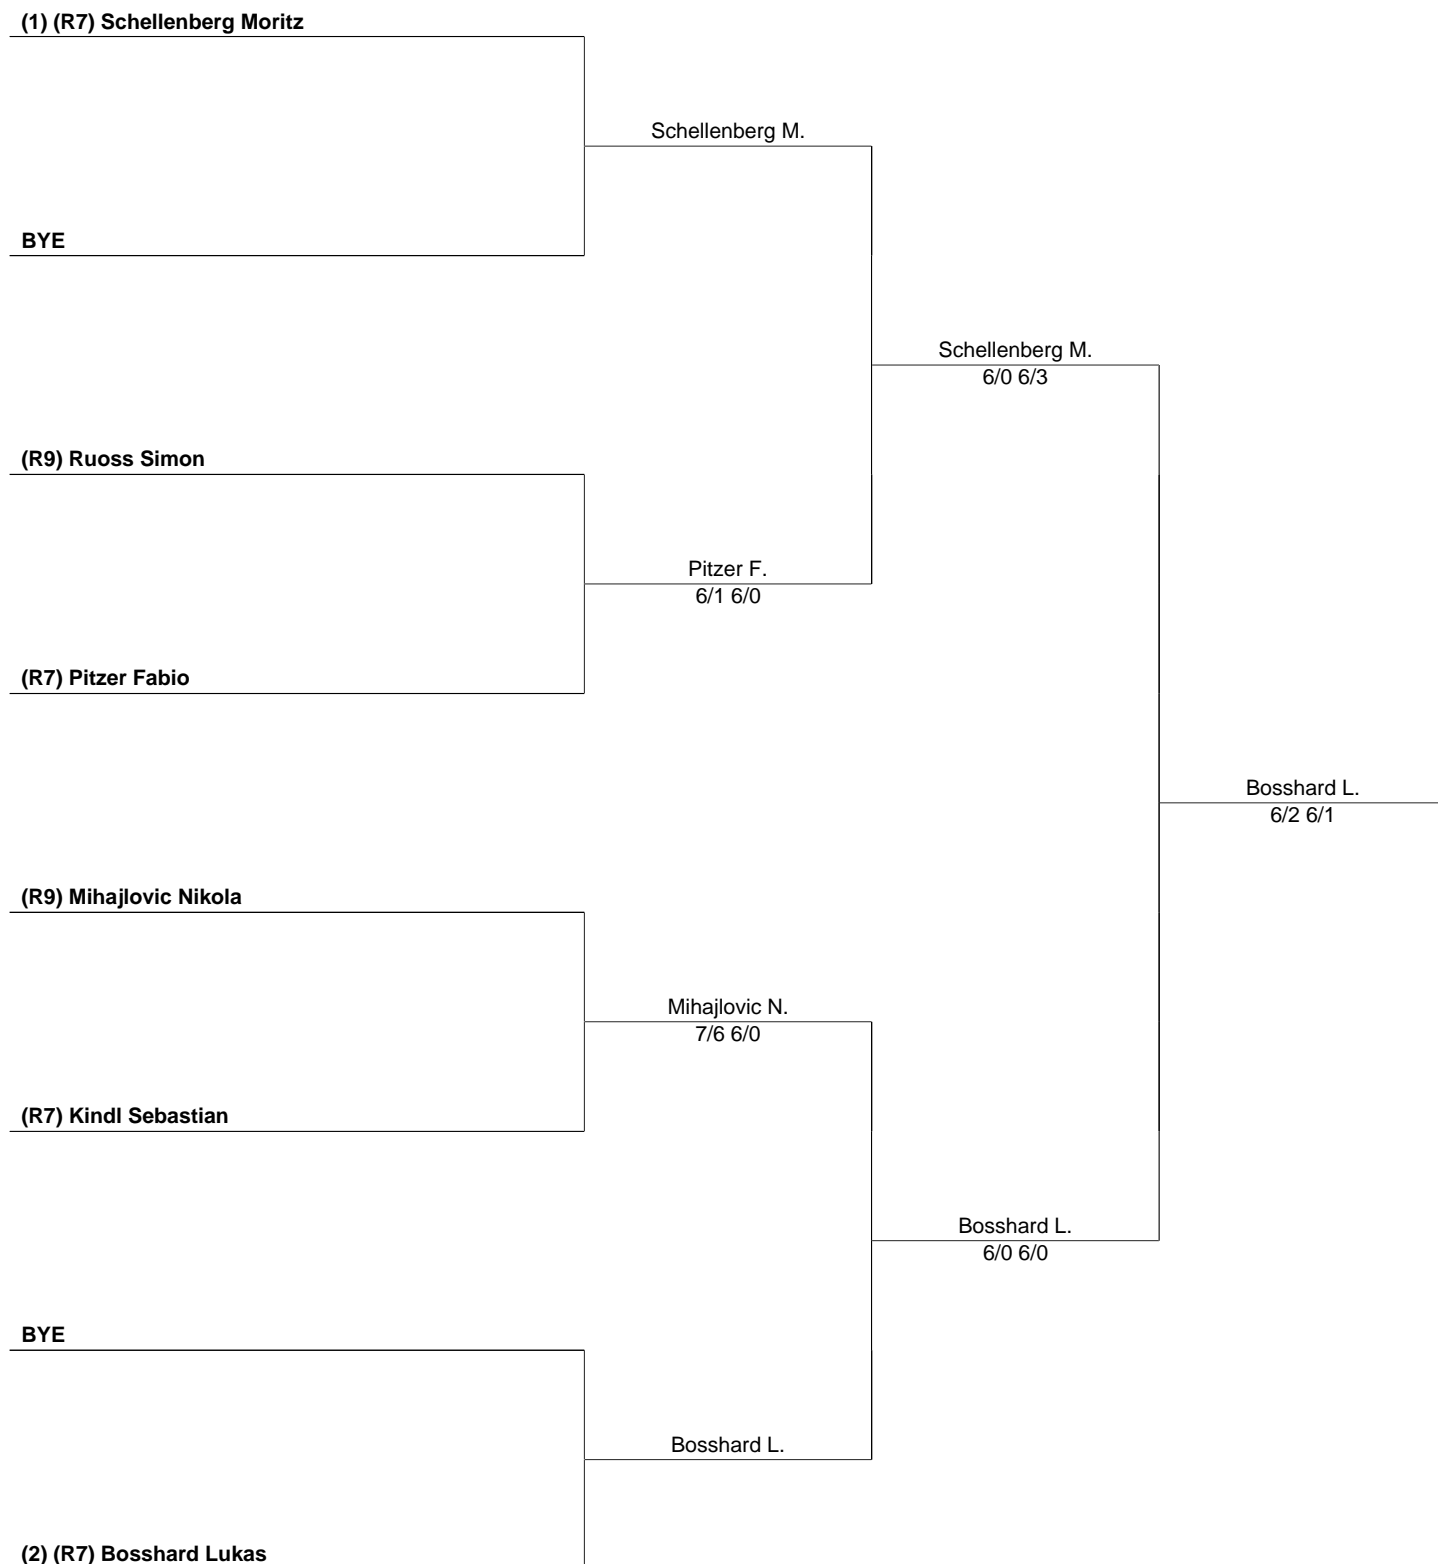 (1) (R7) Schellenberg Moritz
Schellenberg M.
BYE
Schellenberg M.
6/0 6/3
(R9) Ruoss Simon
Pitzer F.
6/1 6/0
(R7) Pitzer Fabio
Bosshard L.
6/2 6/1
(R9) Mihajlovic Nikola
Mihajlovic N.
7/6 6/0
(R7) Kindl Sebastian
Bosshard L.
6/0 6/0
BYE
Bosshard L.
(2) (R7) Bosshard Lukas